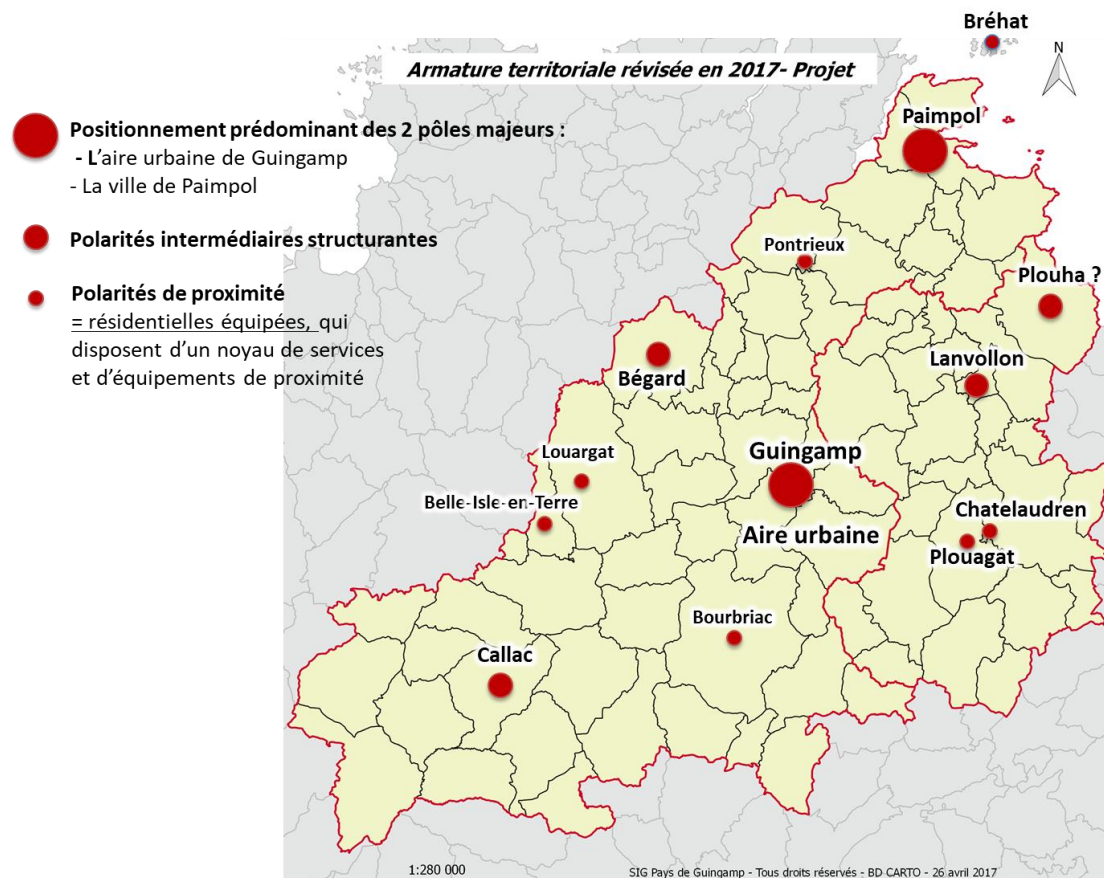 Bréhat
N
Armature territoriale révisée en 2017- Projet
Positionnement prédominant des 2 pôles majeurs :
- L’aire urbaine de Guingamp
- La ville de Paimpol
Polarités intermédiaires structurantes
Polarités de proximité
= résidentielles équipées, qui
disposent d’un noyau de services
et d’équipements de proximité
Paimpol
Pontrieux
Plouha ?
Lanvollon
Bégard
Guingamp
Louargat
Belle-Isle-en-Terre
Chatelaudren
Aire urbaine
Plouagat
Bourbriac
Callac
1:280 000
SIG Pays de Guingamp - Tous droits réservés - BD CARTO - 26 avril 2017